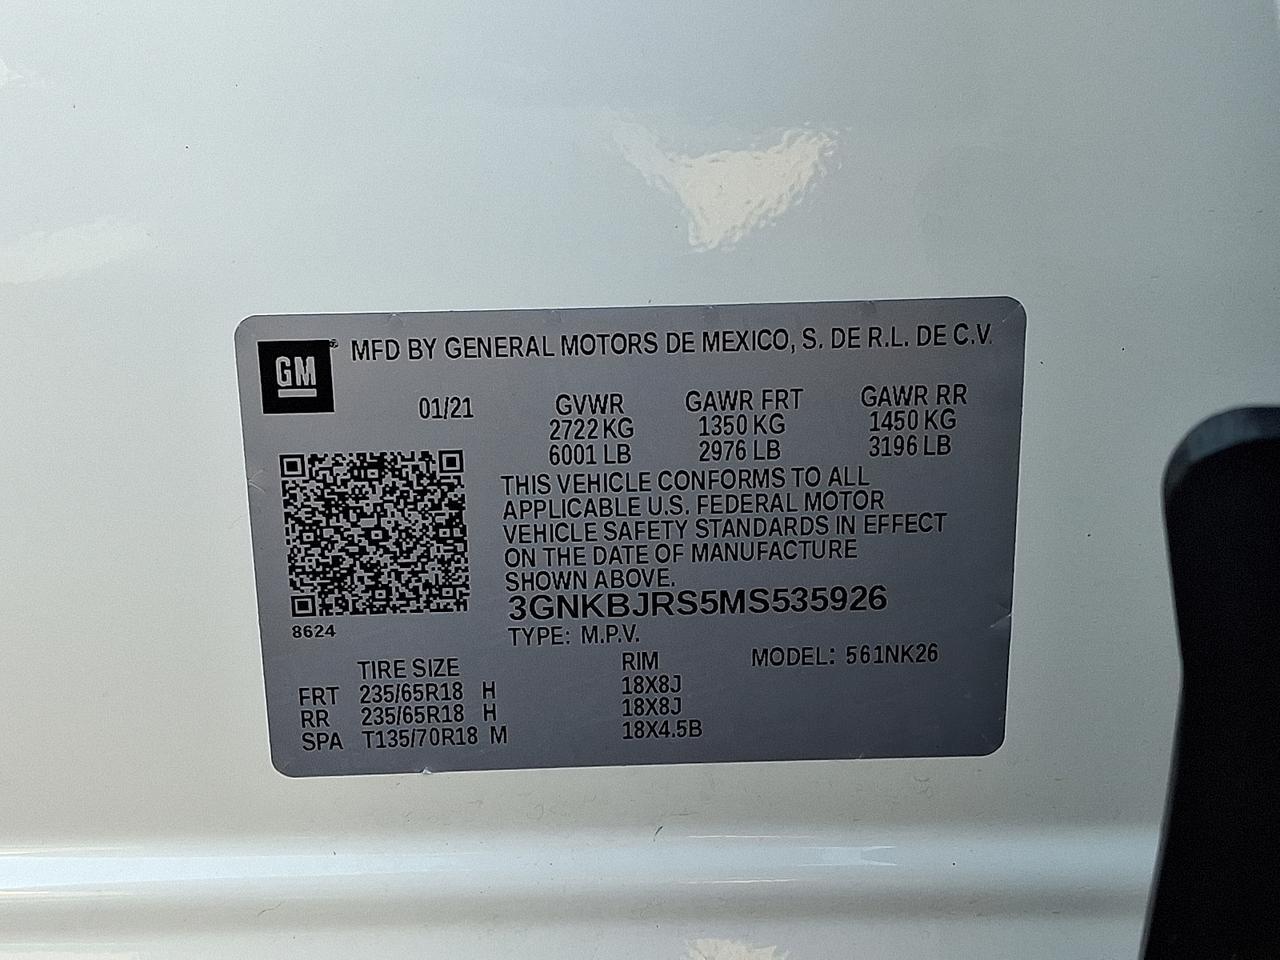 GM
MFD BY GENERAL MOTORS DE MEXICO, S. DE R.L. DE C.V.
01/21 GVWR GAWR FRT GAWR RR
2722 KG 1350 KG 1450 KG
6001 LB 2976 LB 3196 LB
THIS VEHICLE CONFORMS TO ALL
APPLICABLE U.S. FEDERAL MOTOR
VEHICLE SAFETY STANDARDS IN EFFECT
ON THE DATE OF MANUFACTURE
SHOWN ABOVE.
3GNKBJRS5MS535926
8624
TYPE: M.P.V.
TIRE SIZE RIM MODEL: 561NK26
FRT 235/65R18 H 18X8J
RR 235/65R18 H 18X8J
SPA T135/70R18 M 18X4.5B